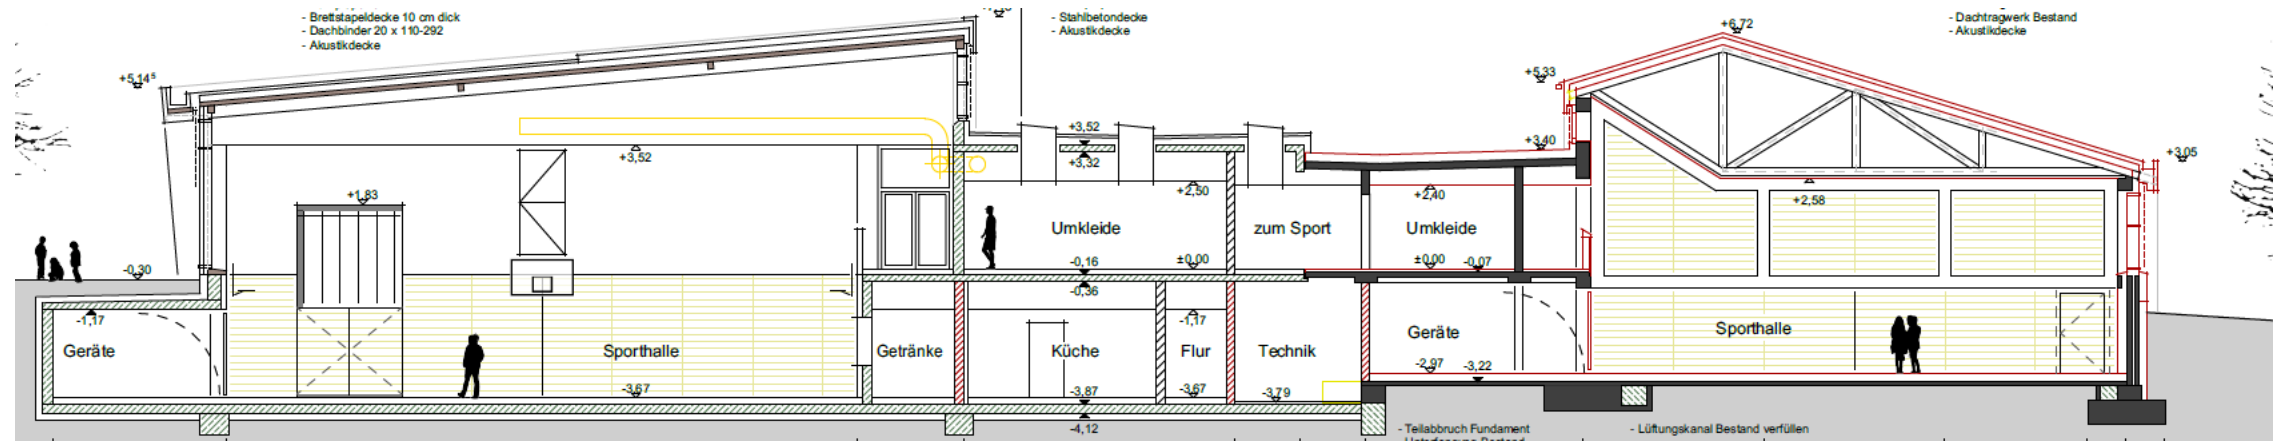 - Brettstapeldecke 10 cm dick
- Dachbinder 20 x 110-292
- Akustikdecke
- Stahlbetondecke
- Akustikdecke
- Dachtragwerk Bestand
- Akustikdecke
+6,72
+5,14⁵
+5,33
+3,52
+3,40
+3,52
+3,32
+3,05
+1,83
+2,50
+2,40
+2,58
Umkleide
zum Sport
Umkleide
-0,30
-0,16
±0,00
±0,00
-0,07
-0,36
-1,17
-1,17
Geräte
Sporthalle
Getränke
Küche
Flur
Technik
Geräte
Sporthalle
-2,97
-3,22
-3,67
-3,87
-3,67
-3,79
-4,12
- Teilabbruch Fundament
- Lüftungskanal Bestand verfüllen